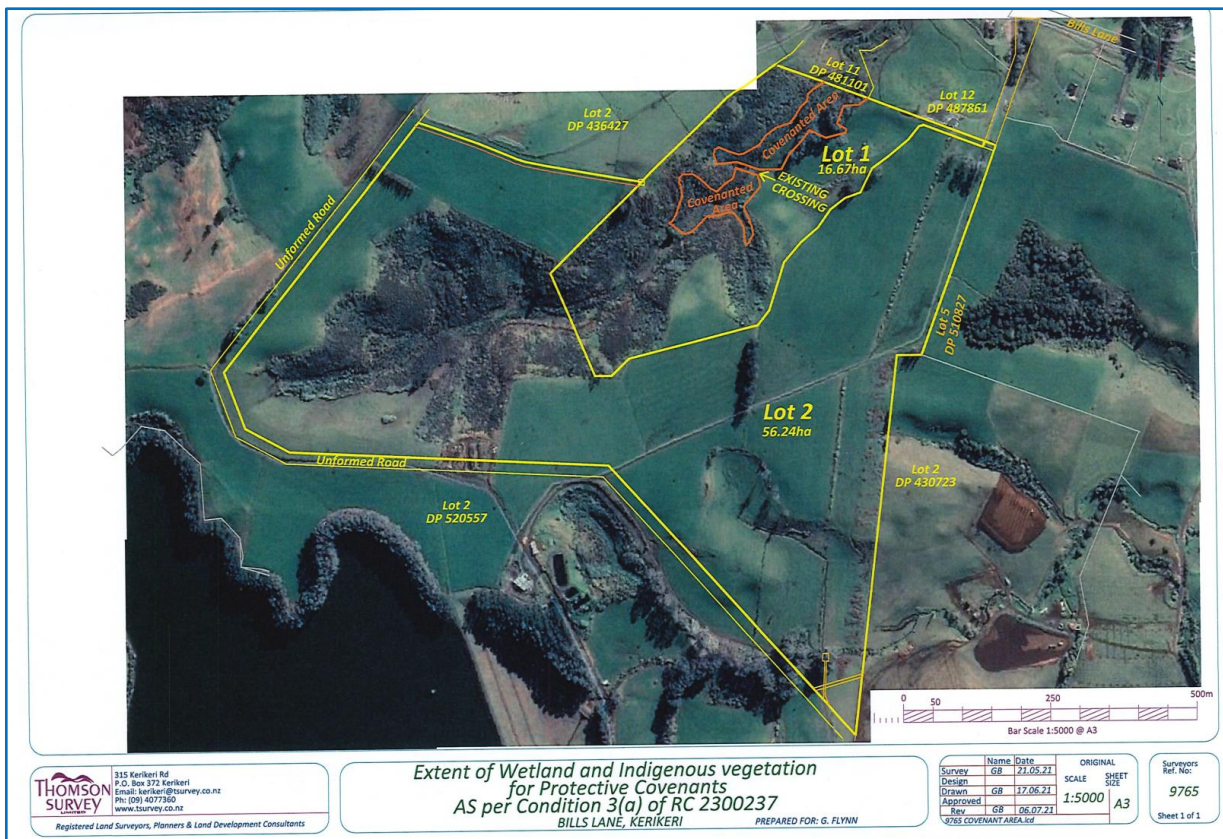 Bills Lane
Lot 11
DP 481101
Lot 12
DP 487861
Lot 2
DP 436427
Covenanted Area
Lot 1
16.67ha
EXISTING
CROSSING
Covenanted
Area
Unformed Road
Lot 5
DP 510827
Lot 2
56.24ha
Unformed Road
Lot 2
DP 430723
Lot 2
DP 520557
0 50 250 500m
Bar Scale 1:5000 @ A3
THOMSON
SURVEY
LIMITED
315 Kerikeri Rd
P.O. Box 372 Kerikeri
Email: kerikeri@tsurvey.co.nz
Ph: (09) 4077360
www.tsurvey.co.nz
Registered Land Surveyors, Planners & Land Development Consultants
Extent of Wetland and Indigenous vegetation
for Protective Covenants
AS per Condition 3(a) of RC 2300237
BILLS LANE, KERIKERI
PREPARED FOR: G. FLYNN
Name Date
Survey GB 21.05.21
Design
Drawn GB 17.06.21
Approved
Rev GB 06.07.21
9765 COVENANT AREA.lcd
ORIGINAL
SCALE SHEET SIZE
1:5000 A3
Surveyors
Ref. No:
9765
Sheet 1 of 1